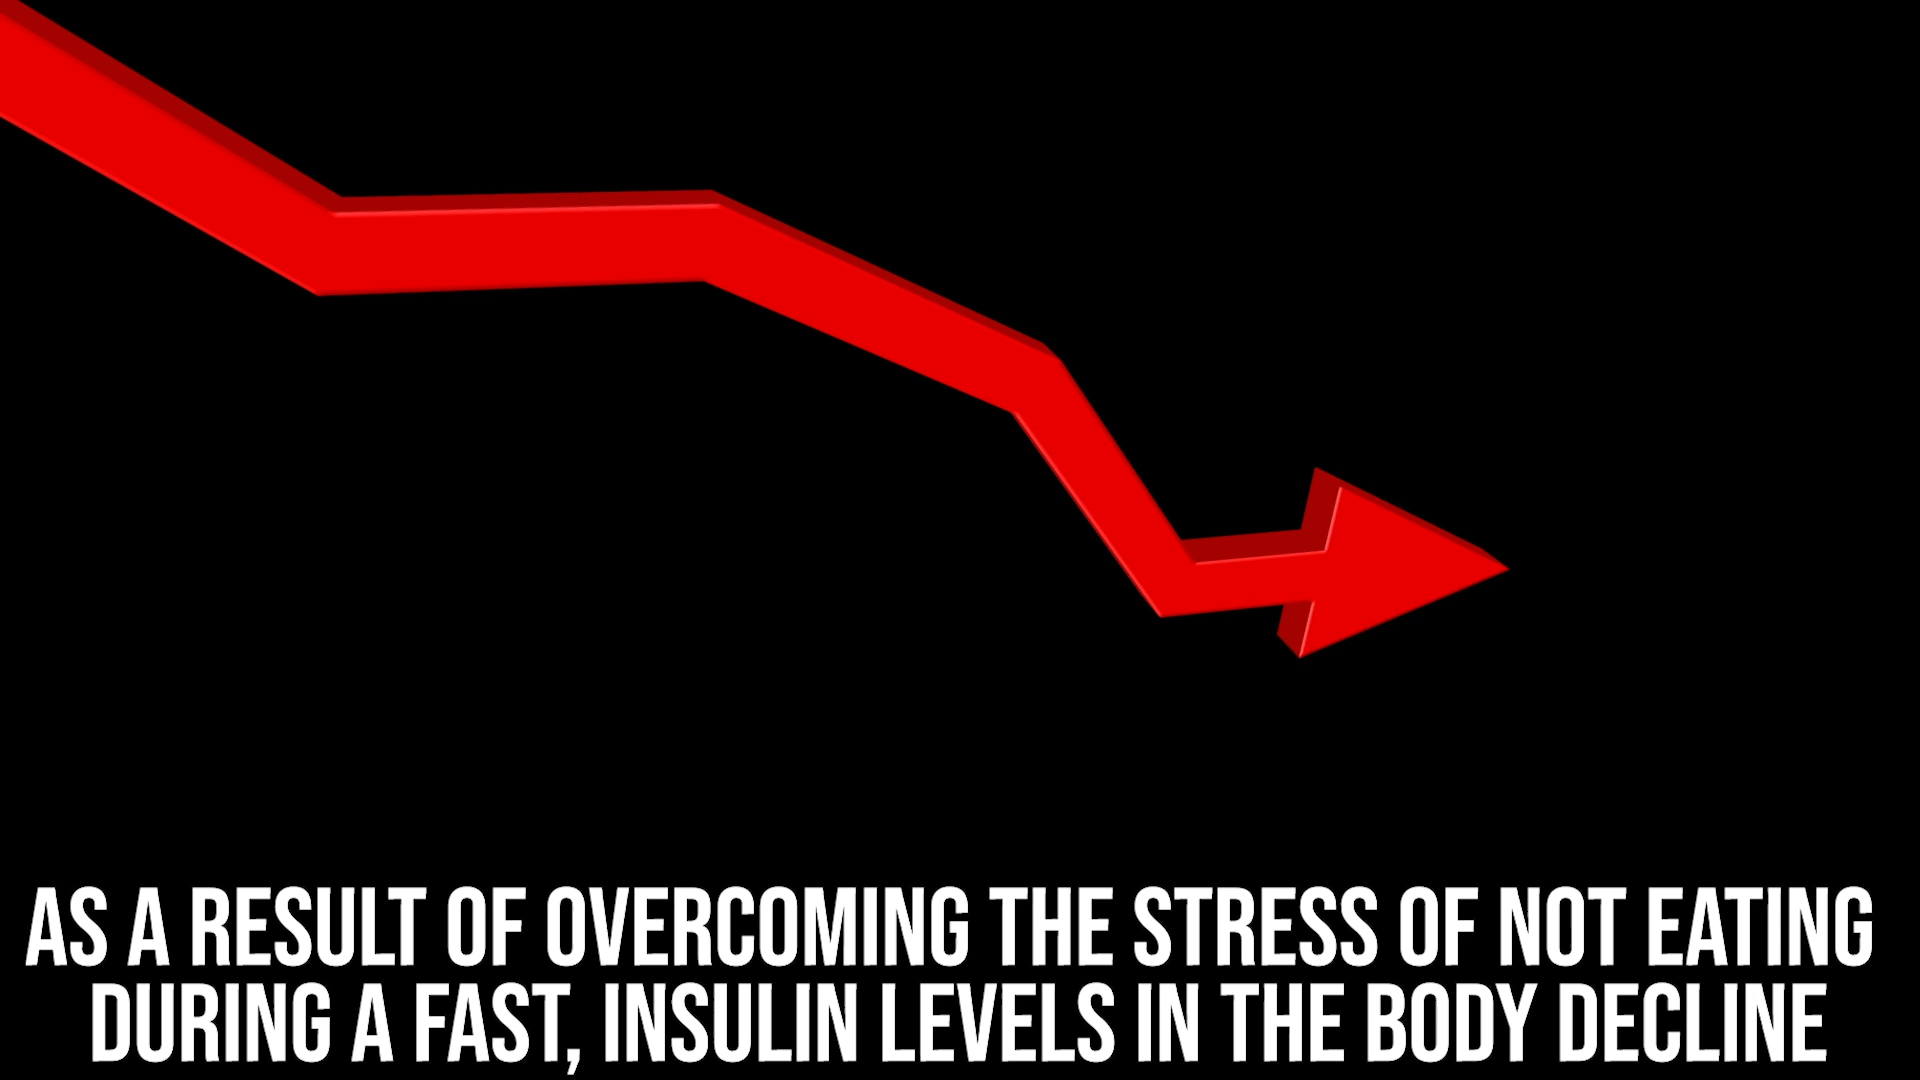 AS A RESULT OF OVERCOMING THE STRESS OF NOT EATING
DURING A FAST, INSULIN LEVELS IN THE BODY DECLINE